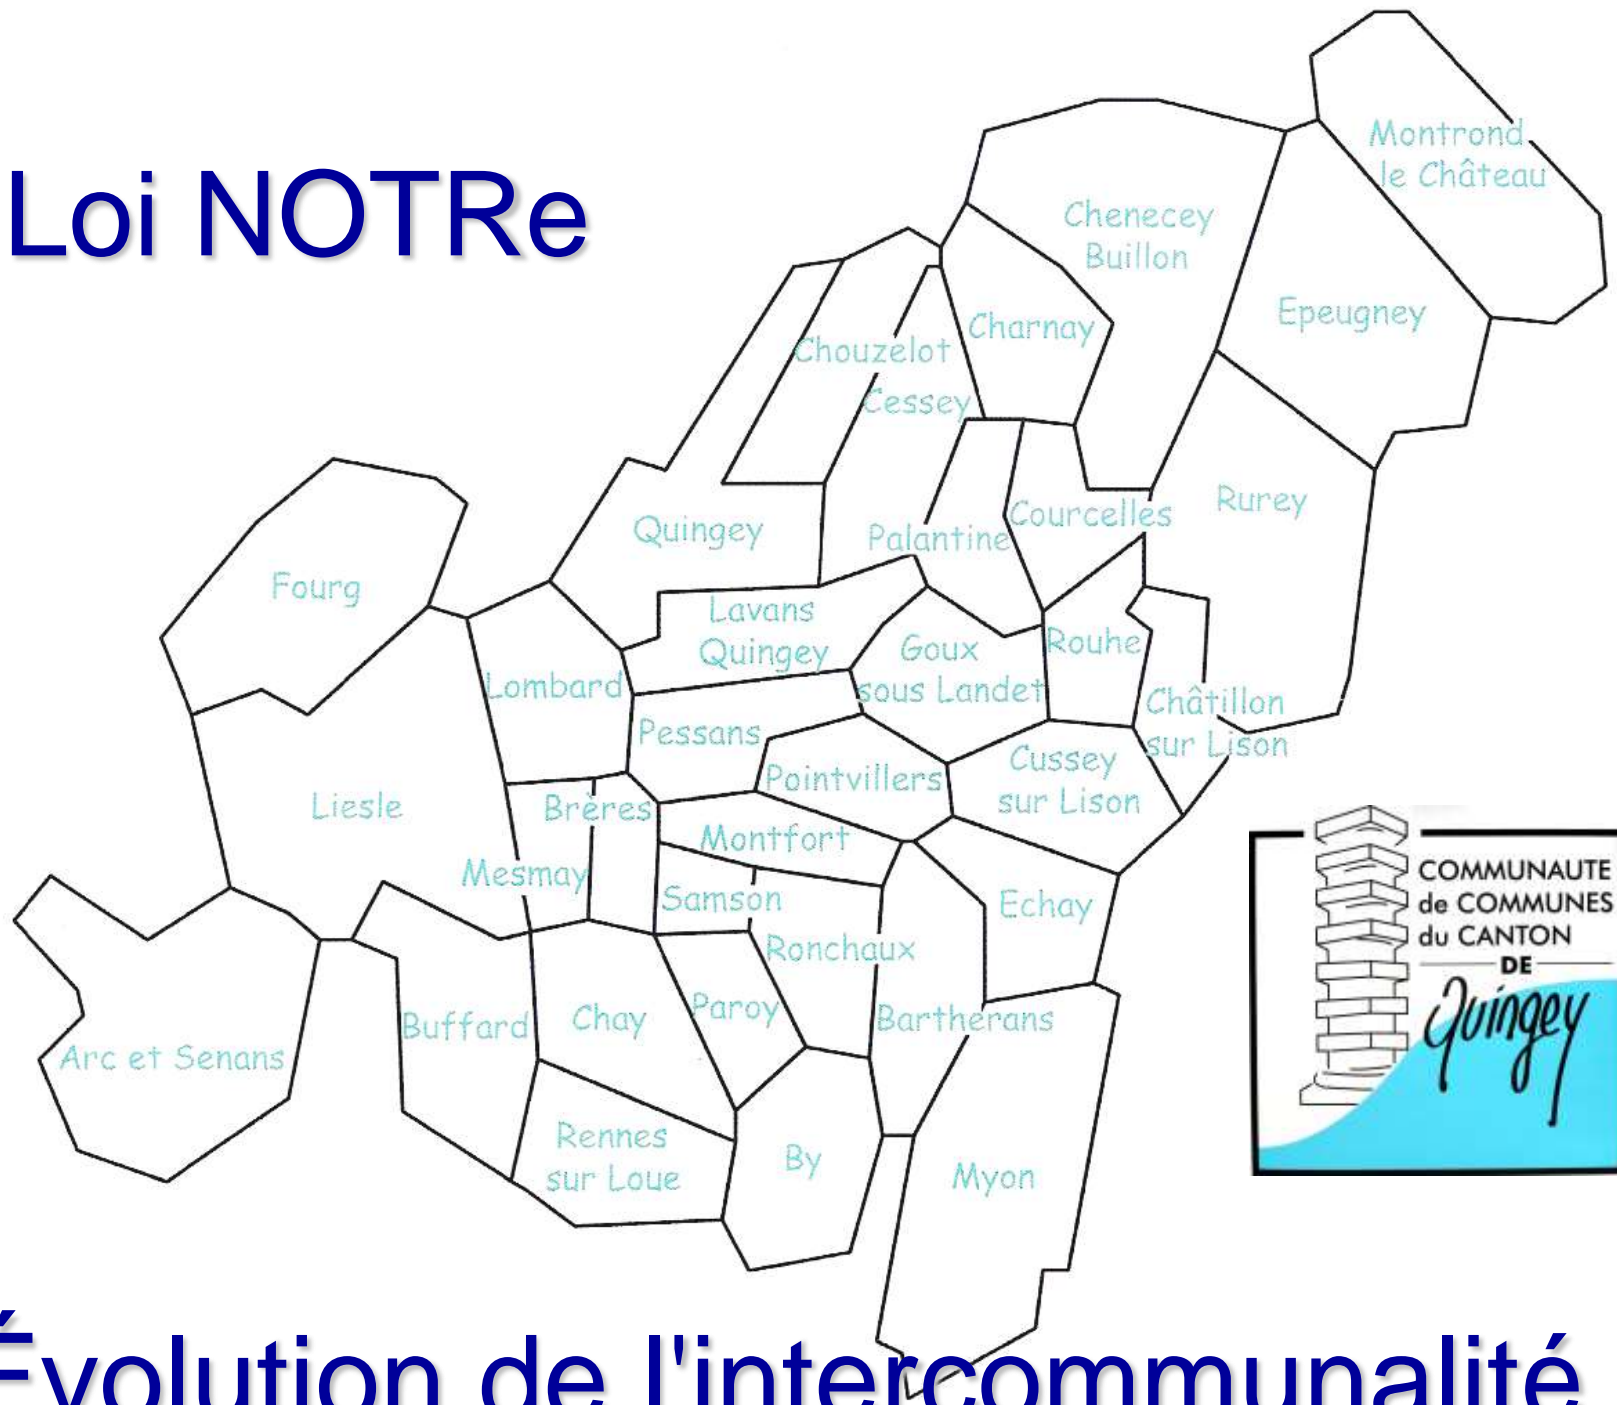 Loi NOTRe
Montrond
le Château
Chenecey
Buillon
Epeugney
Charnay
Chouzelot
Cessey
Rurey
Courcelles
Quingey
Palantine
Fourg
Lavans
Quingey
Goux
sous Landet
Rouhe
Lombard
Châtillon
sur Lison
Pessans
Cussey
sur Lison
Pointvillers
Liesle
Brères
Montfort
Mesmay
Samson
Echay
Ronchaux
Paroy
Chay
Buffard
Bartherans
Arc et Senans
Rennes
sur Loue
By
Myon
COMMUNAUTE
de COMMUNES
du CANTON
DE
Quingey
Évolution de l'intercommunalité